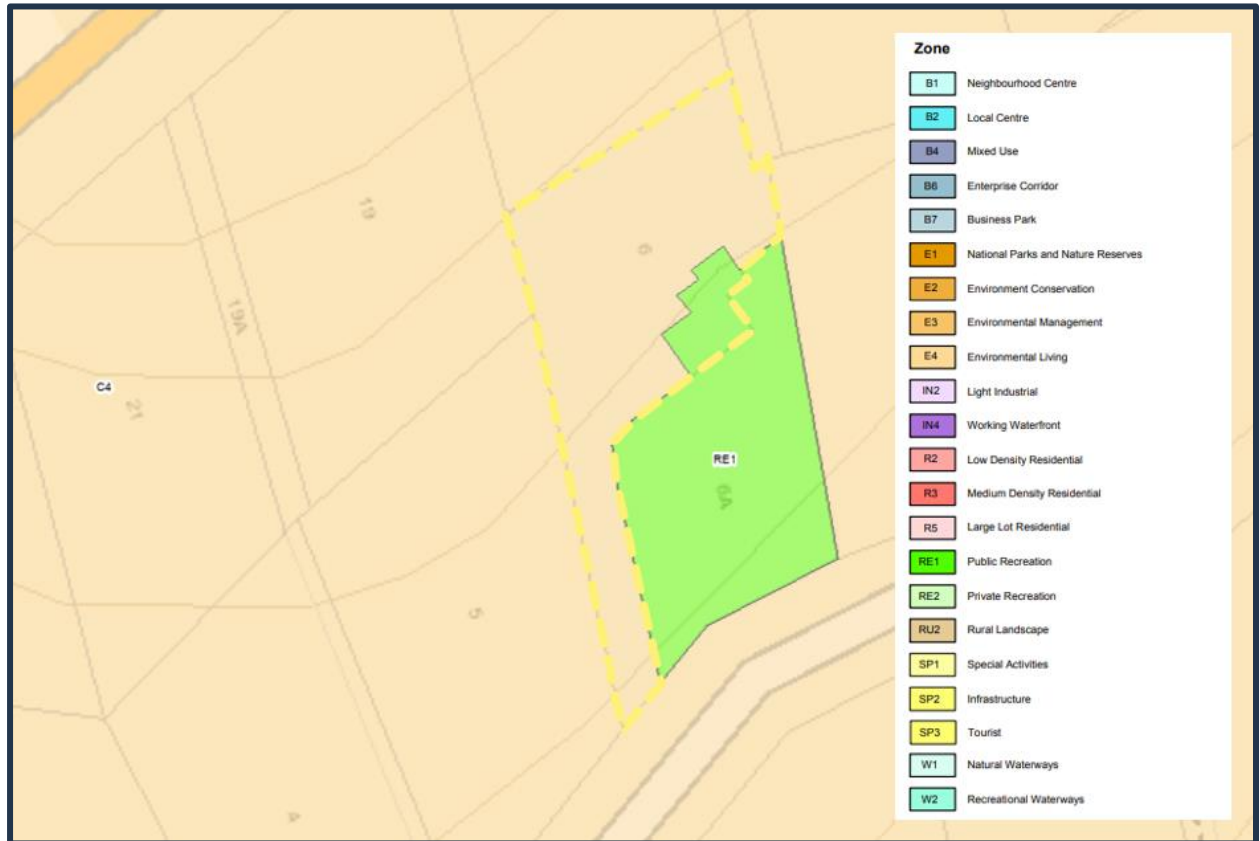 Zone
B1 Neighbourhood Centre
B2 Local Centre
B4 Mixed Use
B6 Enterprise Corridor
B7 Business Park
E1 National Parks and Nature Reserves
E2 Environment Conservation
E3 Environmental Management
E4 Environmental Living
IN2 Light Industrial
IN4 Working Waterfront
R2 Low Density Residential
R3 Medium Density Residential
R5 Large Lot Residential
RE1 Public Recreation
RE2 Private Recreation
RU2 Rural Landscape
SP1 Special Activities
SP2 Infrastructure
SP3 Tourist
W1 Natural Waterways
W2 Recreational Waterways
19
6
19A
C4
21
RE1
6A
5
4